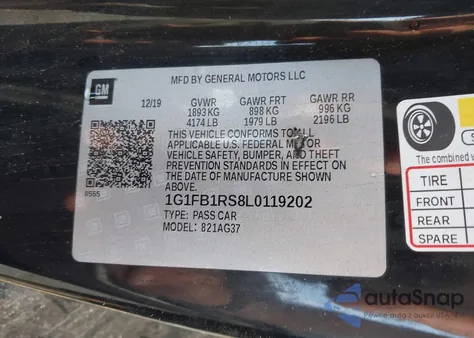 GM
MFD BY GENERAL MOTORS LLC
12/19 GVWR GAWR FRT GAWR RR
1893 KG 898 KG 996 KG
4174 LB 1979 LB 2196 LB
THIS VEHICLE CONFORMS TO ALL
APPLICABLE U.S. FEDERAL MOTOR
VEHICLE SAFETY, BUMPER, AND THEFT
PREVENTION STANDARDS IN EFFECT ON
THE DATE OF MANUFACTURE SHOWN
ABOVE.
8555
1G1FB1RS8L0119202
TYPE: PASS CAR
MODEL: 821AG37
The combined
TIRE
FRONT
REAR
SPARE
autaSnap